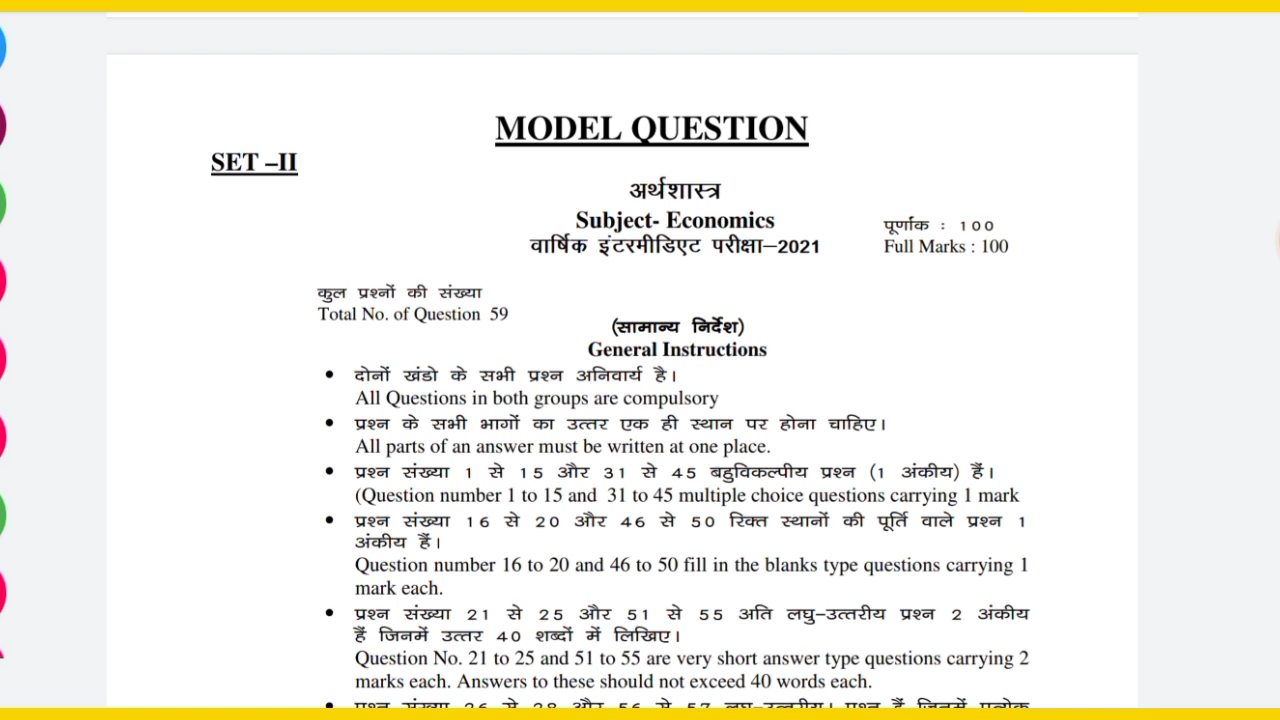 MODEL QUESTION
SET –II
अर्थशास्त्र
Subject- Economics
वार्षिक इंटरमीडिएट परीक्षा–2021
पूर्णांक : 100
Full Marks : 100
कुल प्रश्नों की संख्या
Total No. of Question 59
(सामान्य निर्देश)
General Instructions
• दोनों खंडो के सभी प्रश्न अनिवार्य है।
All Questions in both groups are compulsory
• प्रश्न के सभी भागों का उत्तर एक ही स्थान पर होना चाहिए।
All parts of an answer must be written at one place.
• प्रश्न संख्या 1 से 15 और 31 से 45 बहुविकल्पीय प्रश्न (1 अंकीय) हैं।
(Question number 1 to 15 and 31 to 45 multiple choice questions carrying 1 mark
• प्रश्न संख्या 16 से 20 और 46 से 50 रिक्त स्थानों की पूर्ति वाले प्रश्न 1
अंकीय हैं।
Question number 16 to 20 and 46 to 50 fill in the blanks type questions carrying 1
mark each.
• प्रश्न संख्या 21 से 25 और 51 से 55 अति लघु–उत्तरीय प्रश्न 2 अंकीय
हैं जिनमें उत्तर 40 शब्दों में लिखिए।
Question No. 21 to 25 and 51 to 55 are very short answer type questions carrying 2
marks each. Answers to these should not exceed 40 words each.